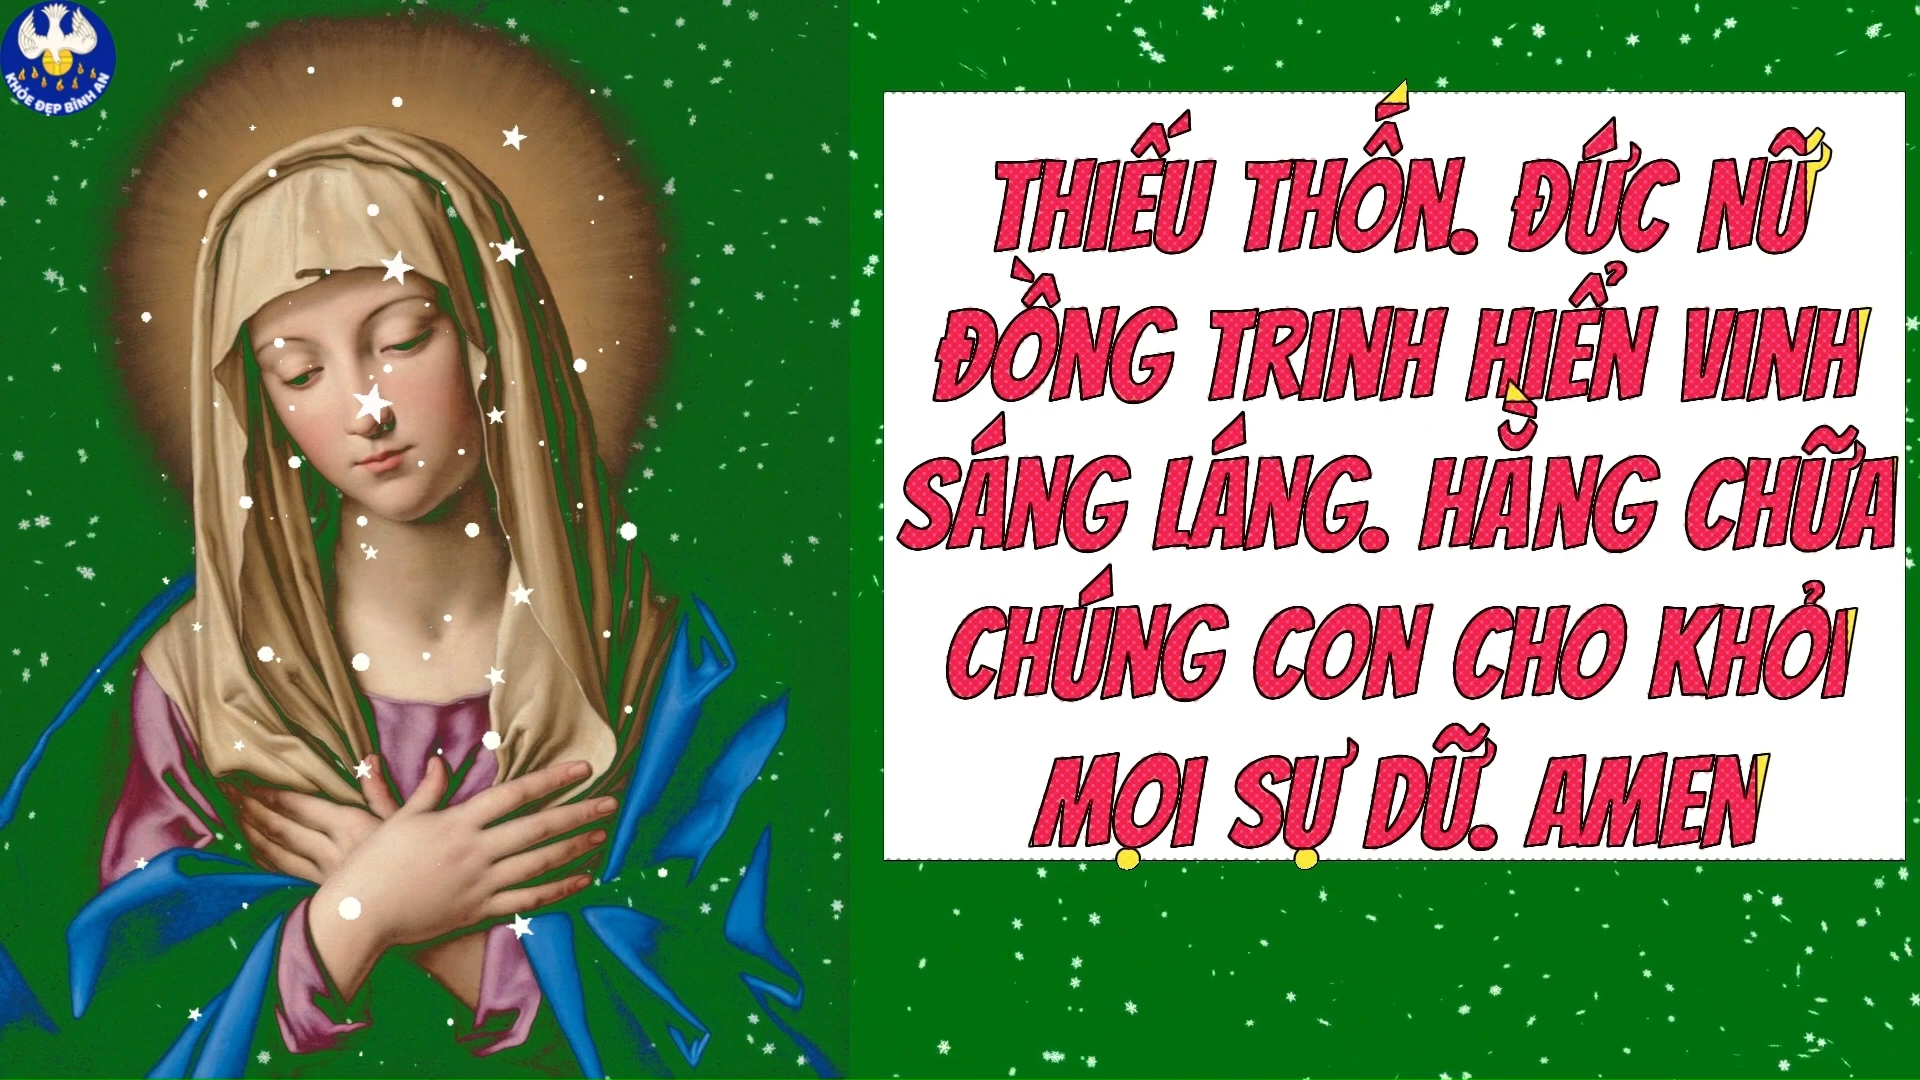 KHỎE ĐẸP BÌNH AN
THIẾU THỐN. ĐỨC NỮ
ĐỒNG TRINH HIỂN VINH
SÁNG LÁNG. HẰNG CHỮA
CHÚNG CON CHO KHỎI
MỌI SỰ DỮ. AMEN